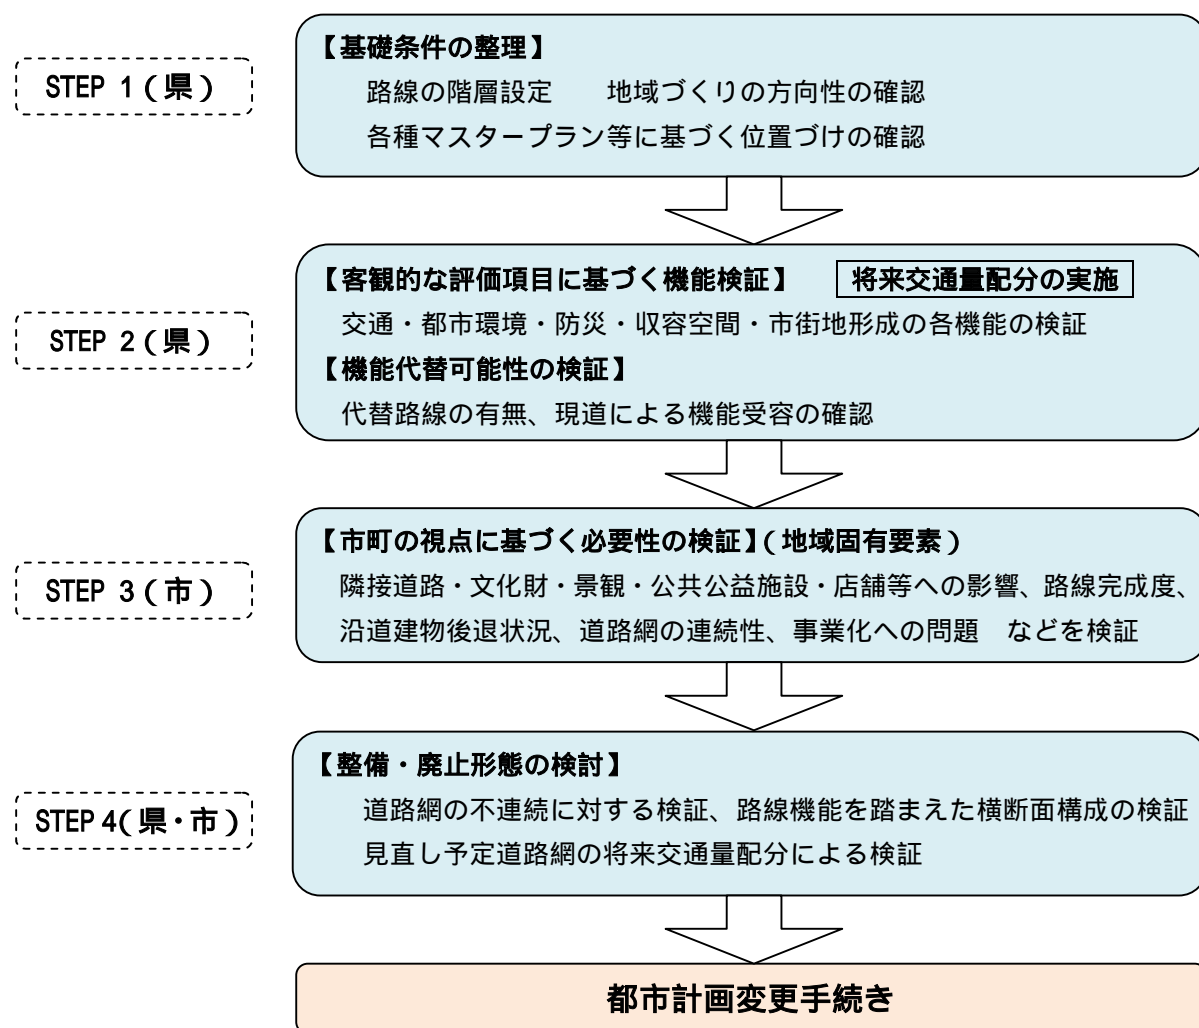 STEP 1（県）
【基礎条件の整理】
路線の階層設定　　地域づくりの方向性の確認
各種マスタープラン等に基づく位置づけの確認
STEP 2（県）
【客観的な評価項目に基づく機能検証】　将来交通量配分の実施
交通・都市環境・防災・収容空間・市街地形成の各機能の検証
【機能代替可能性の検証】
代替路線の有無、現道による機能受容の確認
STEP 3（市）
【市町の視点に基づく必要性の検証】（地域固有要素）
隣接道路・文化財・景観・公共公益施設・店舗等への影響、路線完成度、
沿道建物後退状況、道路網の連続性、事業化への問題　などを検証
STEP 4（県・市）
【整備・廃止形態の検討】
道路網の不連続に対する検証、路線機能を踏まえた横断面構成の検証
見直し予定道路網の将来交通量配分による検証
都市計画変更手続き